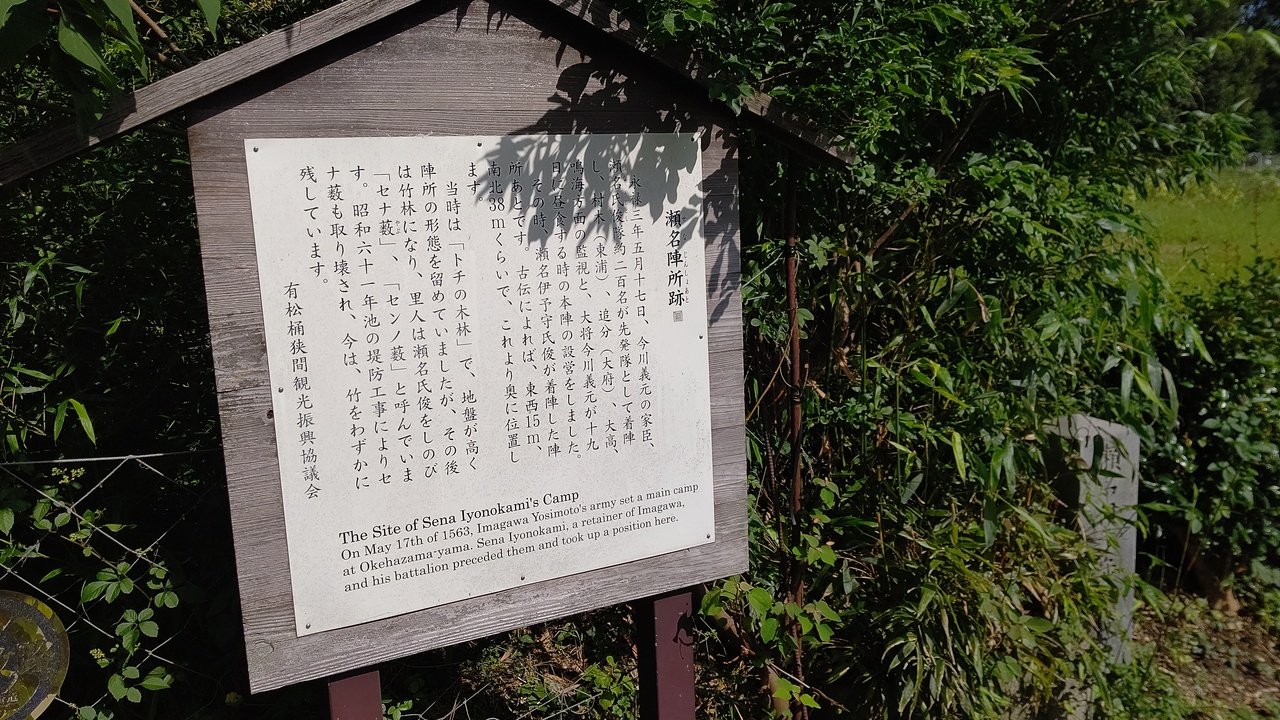 瀬名陣所跡
じんしょあと
永禄三年五月十七日、今川義元の家臣、
瀬名氏俊隊約二百名が先発隊として着陣
し、村木(東浦)、追分(大府)、大高、
鳴海方面の監視と、大将今川義元が十九
日に昼食する時の本陣の設営をしました。
その時、瀬名伊予守氏俊が着陣した陣
所あとです。古伝によれば、東西15m、
南北38mくらいで、これより奥に位置し
ます。
当時は「トチの木林」で、地盤が高く
陣所の形態を留めていましたが、その後
は竹林になり、里人は瀬名氏俊をしのび
「セナ藪」、「センノ藪」と呼んでいま
す。昭和六十一年池の堤防工事によりセ
ナ藪も取り壊され、今は、竹をわずかに
残しています。
有松桶狭間観光振興協議会
The Site of Sena Iyonokami's Camp
On May 17th of 1563, Imagawa Yosimoto's army set a main camp
at Okehazama-yama. Sena Iyonokami, a retainer of Imagawa,
and his battalion preceded them and took up a position here.